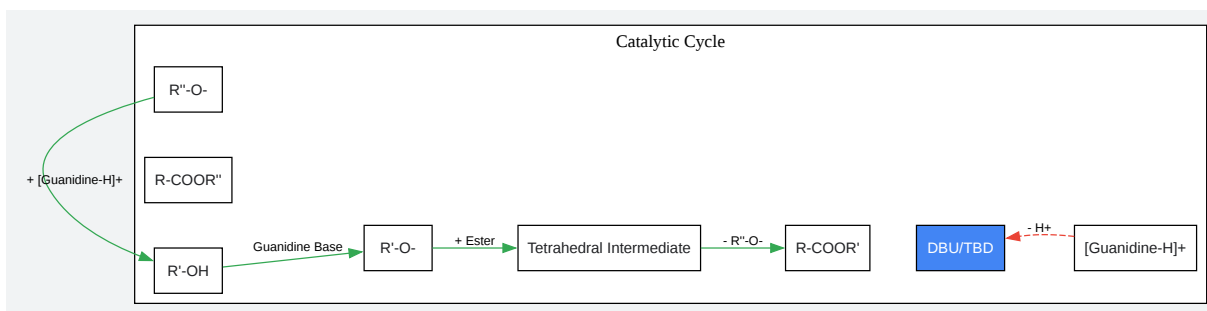 Catalytic Cycle
R"-O-
+ [Guanidine-H]+
R-COOR"
R'-OH
Guanidine Base
R'-O-
+ Ester
Tetrahedral Intermediate
- R"-O-
R-COOR'
DBU/TBD
- H+
[Guanidine-H]+